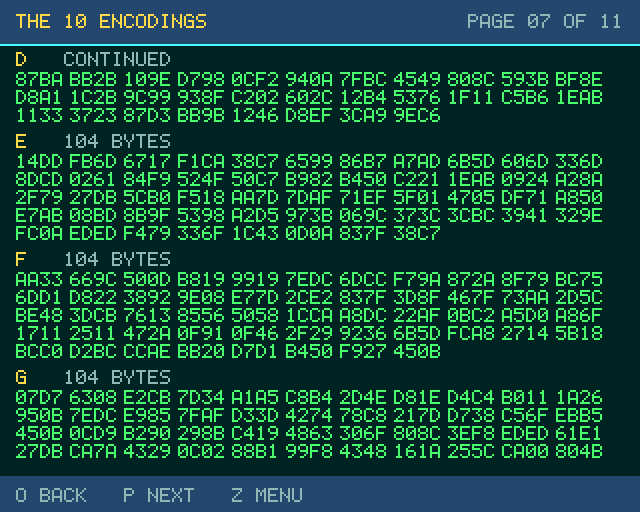 THE 10 ENCODINGS PAGE 07 OF 11
D CONTINUED
87BA BB2B 109E D798 0CF2 940A 7FBC 4549 808C 593B BF8E
D8A1 1C2B 9C99 938F C202 602C 12B4 5376 1F11 C5B6 1EAB
1133 3723 87D3 BB9B 1246 D8EF 3CA9 9EC6
E 104 BYTES
14DD FB6D 6717 F1CA 38C7 6599 86B7 A7AD 6B5D 606D 336D
8DCD 0261 84F9 524F 50C7 B982 B450 C221 1EAB 0924 A28A
2F79 27DB 5CB0 F518 AA7D 7DAF 71EF 5F01 4705 DF71 A850
E7AB 08BD 8B9F 5398 A2D5 973B 069C 373C 3CBC 3941 329E
FC0A EDED F479 336F 1C43 0D0A 837F 38C7
F 104 BYTES
AA33 669C 500D B819 9919 7EDC 6DCC F79A 872A 8F79 BC75
6DD1 D822 3892 9E08 E77D 2CE2 837F 3D8F 467F 73AA 2D5C
BE48 3DCB 7613 8556 5058 1CCA A8DC 22AF 0BC2 A5D0 A86F
1711 2511 472A 0F91 0F46 2F29 9236 6B5D FCA8 2714 5B18
BCC0 D2BC CCAE BB20 D7D1 B450 F927 450B
G 104 BYTES
07D7 6308 E2CB 7D34 A1A5 C8B4 2D4E D81E D4C4 B011 1A26
950B 7EDC E985 7FAF D33D 4274 78C8 217D D738 C56F EBB5
450B 0CD9 B290 298B C419 4863 306F 808C 3EF8 EDED 61E1
27DB CA7A 4329 0C02 88B1 99F8 4348 161A 255C CA00 804B
O BACK P NEXT Z MENU